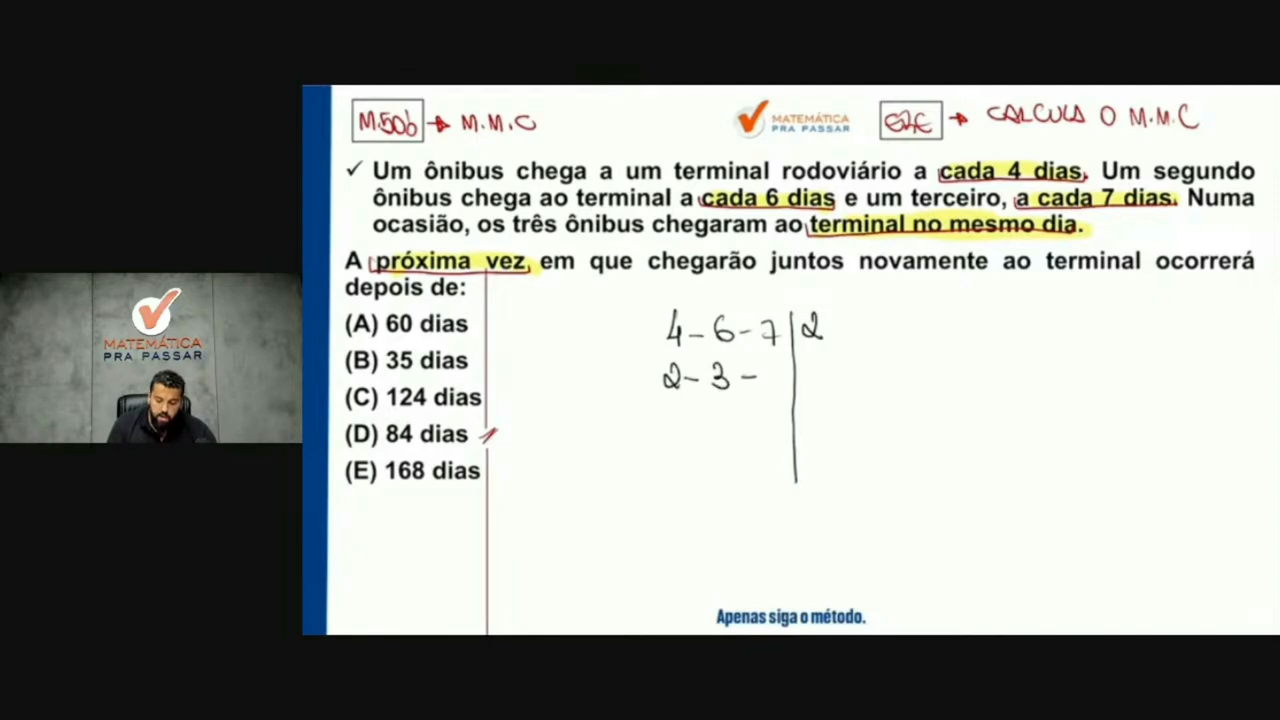 M.50b → M.M.C
MATEMÁTICA
PRA PASSAR
→ CALCULA O M.M.C
✓ Um ônibus chega a um terminal rodoviário a cada 4 dias. Um segundo
ônibus chega ao terminal a cada 6 dias e um terceiro, a cada 7 dias. Numa
ocasião, os três ônibus chegaram ao terminal no mesmo dia.
A próxima vez em que chegarão juntos novamente ao terminal ocorrerá
depois de:
(A) 60 dias
(B) 35 dias
(C) 124 dias
(D) 84 dias
(E) 168 dias
4 - 6 - 7 | 2
2 - 3 -
Apenas siga o método.
MATEMÁTICA
PRA PASSAR